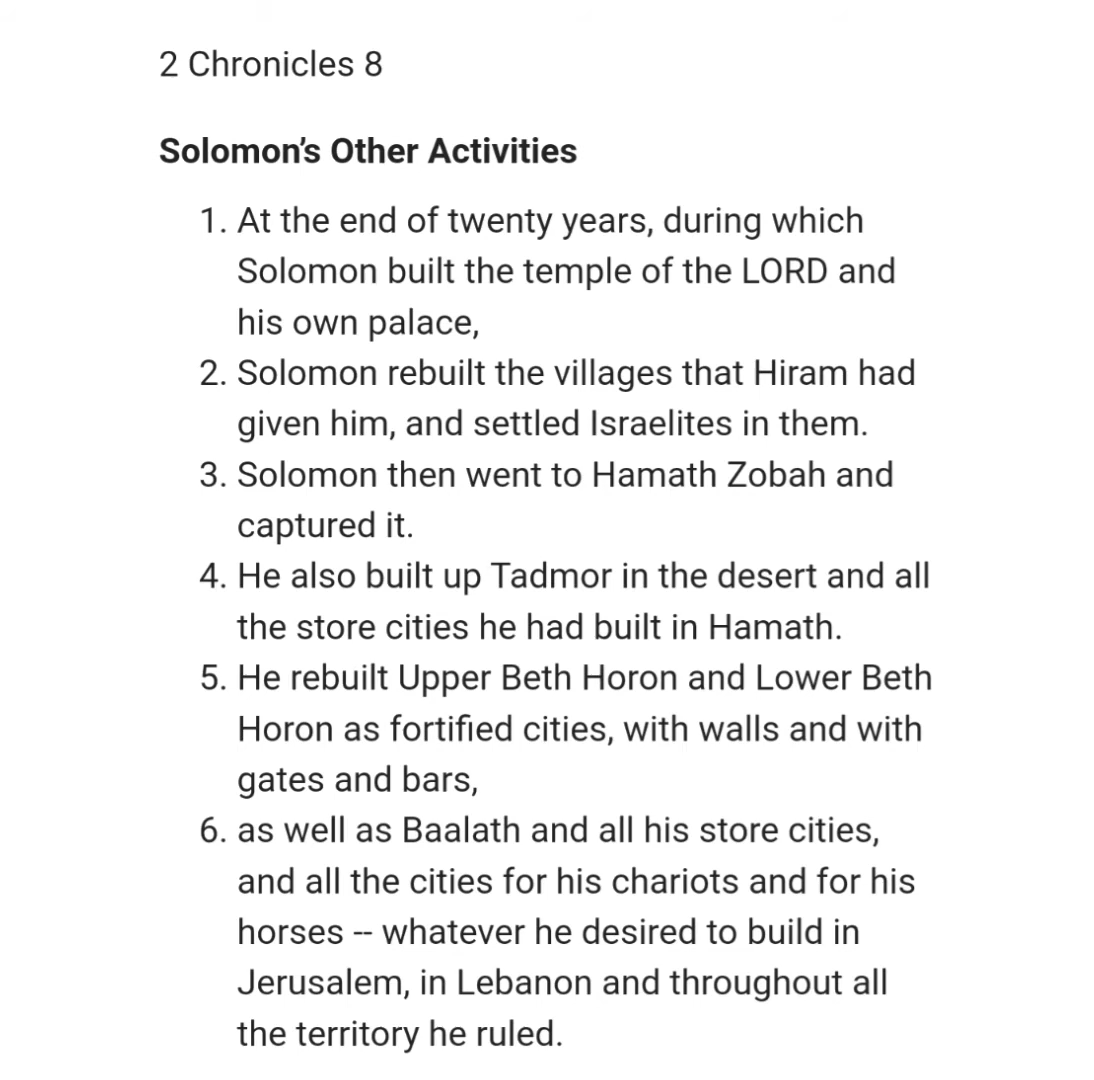 2 Chronicles 8
Solomon’s Other Activities
1. At the end of twenty years, during which
Solomon built the temple of the LORD and
his own palace,
2. Solomon rebuilt the villages that Hiram had
given him, and settled Israelites in them.
3. Solomon then went to Hamath Zobah and
captured it.
4. He also built up Tadmor in the desert and all
the store cities he had built in Hamath.
5. He rebuilt Upper Beth Horon and Lower Beth
Horon as fortified cities, with walls and with
gates and bars,
6. as well as Baalath and all his store cities,
and all the cities for his chariots and for his
horses -- whatever he desired to build in
Jerusalem, in Lebanon and throughout all
the territory he ruled.